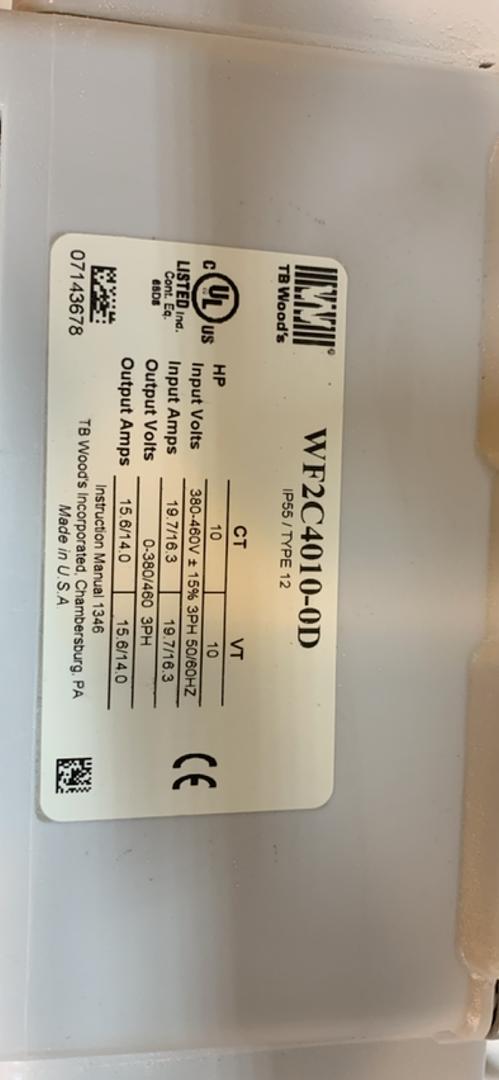 TB Wood's
WF2C4010-0D
IP55 / TYPE 12
C UL US
LISTED Ind.
Cont. Eq.
CT VT
HP 10 10
Input Volts 380-460V ± 15% 3PH 50/60HZ
Input Amps 19.7/16.3 19.7/16.3
Output Volts 0-380/460 3PH
Output Amps 15.6/14.0 15.6/14.0
CE
07143678
Instruction Manual 1346
TB Wood's Incorporated, Chambersburg, PA
Made in U.S.A